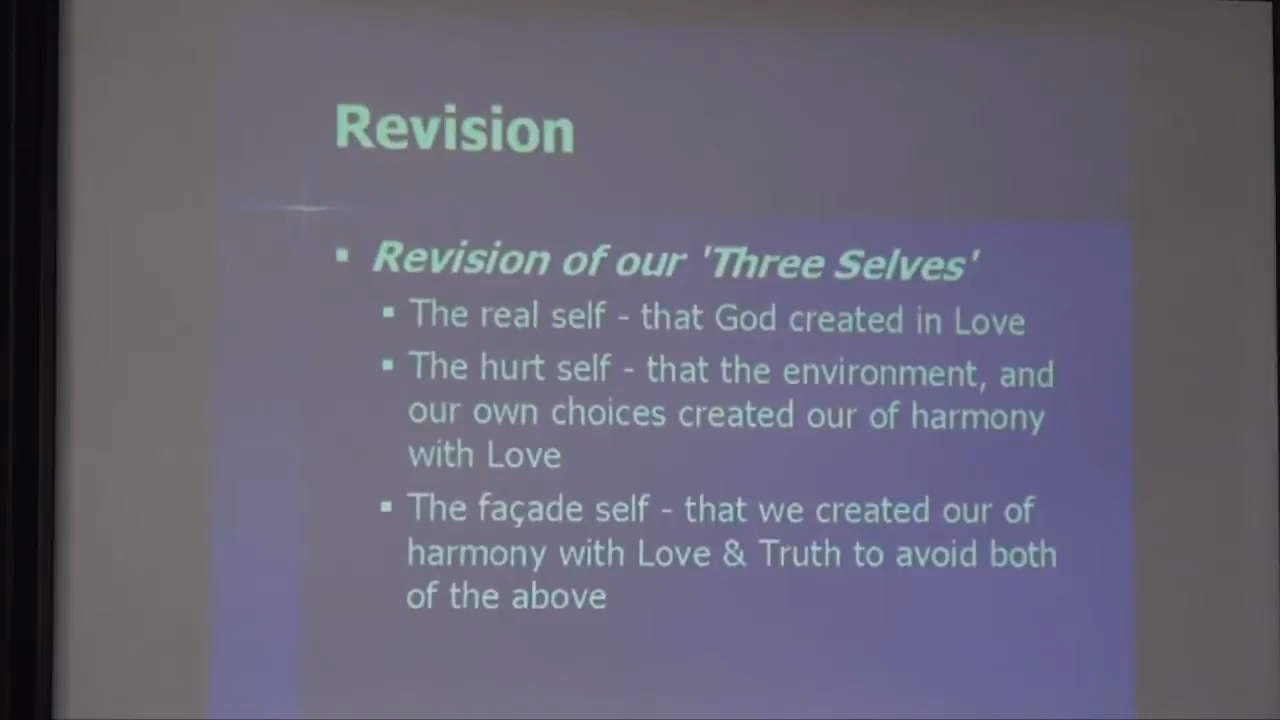 Revision
▪ Revision of our 'Three Selves'
▪ The real self - that God created in Love
▪ The hurt self - that the environment, and
our own choices created our of harmony
with Love
▪ The façade self - that we created our of
harmony with Love & Truth to avoid both
of the above